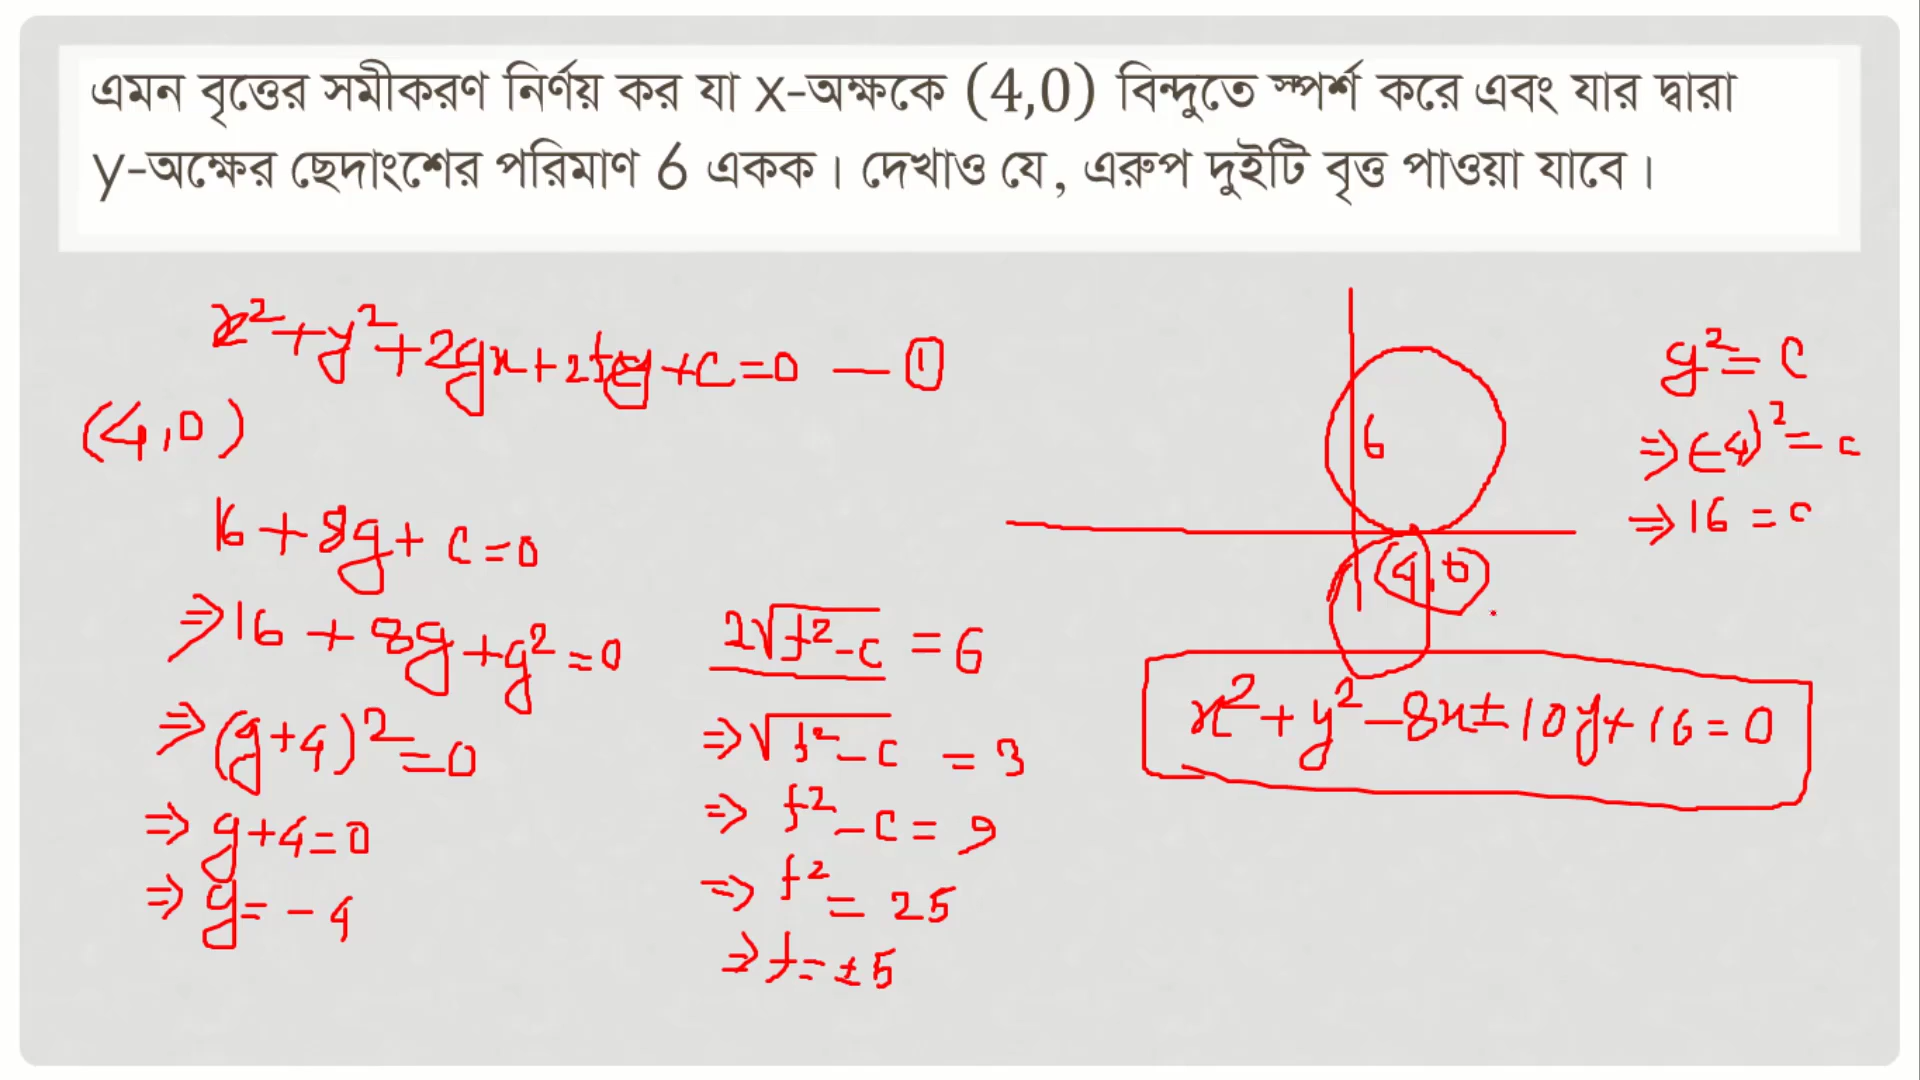 এমন বৃত্তের সমীকরণ নির্ণয় কর যা x-অক্ষকে (4,0) বিন্দুতে স্পর্শ করে এবং যার দ্বারা
y-অক্ষের ছেদাংশের পরিমাণ 6 একক। দেখাও যে, এরুপ দুইটি বৃত্ত পাওয়া যাবে।
x²+y²+2gx+2fy+c=0 — ①
(4,0)
16+8g+c=0
⇒16+8g+g²=0
⇒(g+4)²=0
⇒g+4=0
⇒g=-4
2√f²-c=6
⇒√f²-c=3
⇒f²-c=9
⇒f²=25
⇒f=±5
6
(4,0)
g²=c
⇒(-4)²=c
⇒16=c
x²+y²-8x±10y+16=0